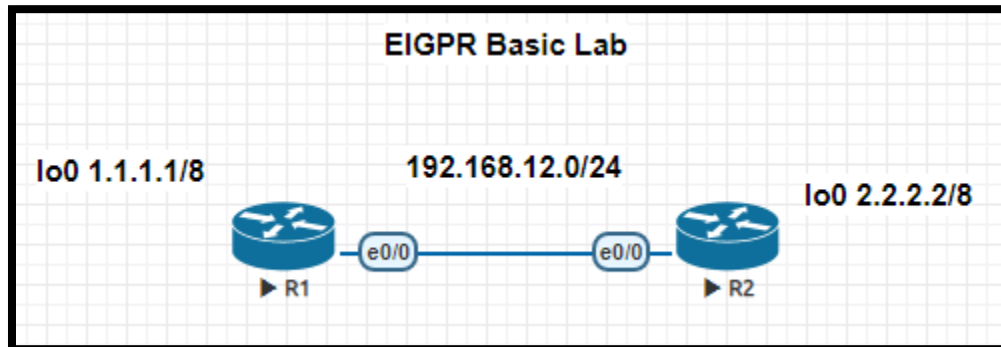 EIGPR Basic Lab
lo0 1.1.1.1/8
192.168.12.0/24
lo0 2.2.2.2/8
e0/0
e0/0
R1
R2